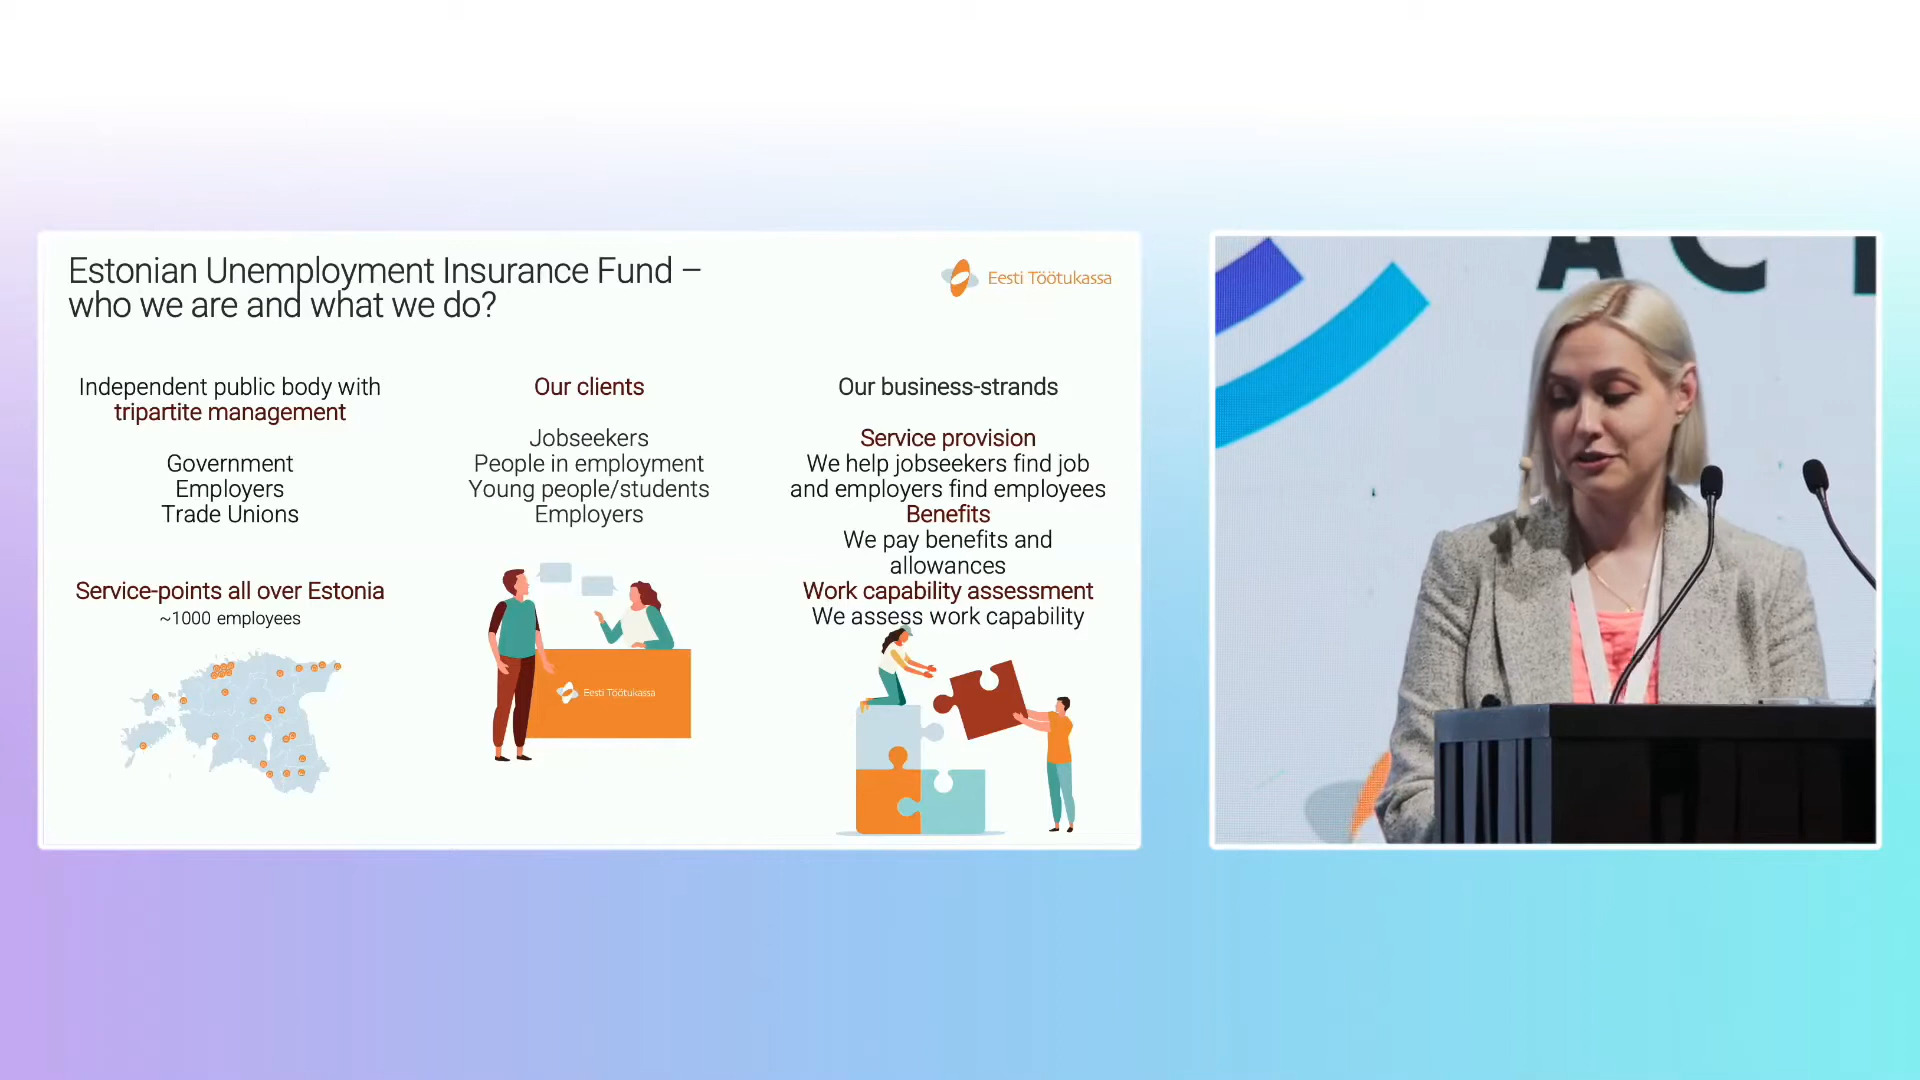 Estonian Unemployment Insurance Fund –
who we are and what we do?
Eesti Töötukassa
Independent public body with
tripartite management
Government
Employers
Trade Unions
Service-points all over Estonia
~1000 employees
Our clients
Jobseekers
People in employment
Young people/students
Employers
Eesti Töötukassa
Our business-strands
Service provision
We help jobseekers find job
and employers find employees
Benefits
We pay benefits and
allowances
Work capability assessment
We assess work capability
AC